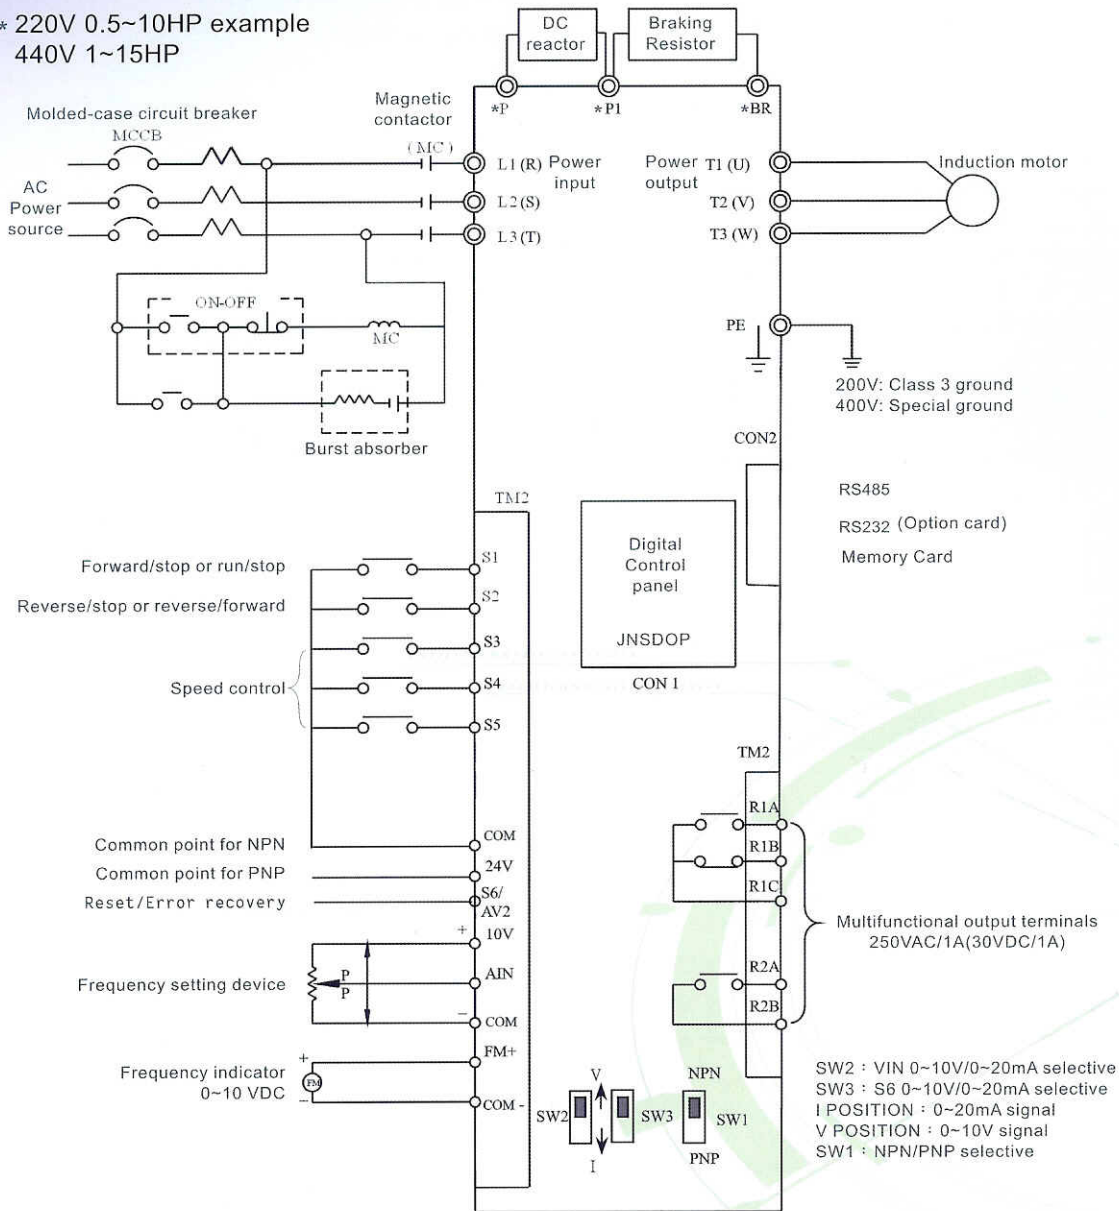 * 220V 0.5~10HP example
440V 1~15HP
DC
reactor
Braking
Resistor
*P
*P1
*BR
Molded-case circuit breaker
MCCB
Magnetic
contactor
(MC)
AC
Power
source
L1 (R)
L2 (S)
L3 (T)
Power
input
Power
output
T1 (U)
T2 (V)
T3 (W)
Induction motor
ON-OFF
MC
Burst absorber
PE
200V: Class 3 ground
400V: Special ground
CON2
RS485
RS232 (Option card)
Memory Card
TM2
Digital
Control
panel
JNSDOP
CON 1
Forward/stop or run/stop
S1
Reverse/stop or reverse/forward
S2
S3
Speed control
S4
S5
Common point for NPN
COM
Common point for PNP
24V
Reset/Error recovery
S6/
AV2
+
10V
Frequency setting device
P
P
AIN
–
COM
Frequency indicator
0~10 VDC
+
FM
–
FM+
COM -
TM2
R1A
R1B
R1C
R2A
R2B
Multifunctional output terminals
250VAC/1A(30VDC/1A)
V
I
SW2
SW3
NPN
SW1
PNP
SW2 : VIN 0~10V/0~20mA selective
SW3 : S6 0~10V/0~20mA selective
I POSITION : 0~20mA signal
V POSITION : 0~10V signal
SW1 : NPN/PNP selective